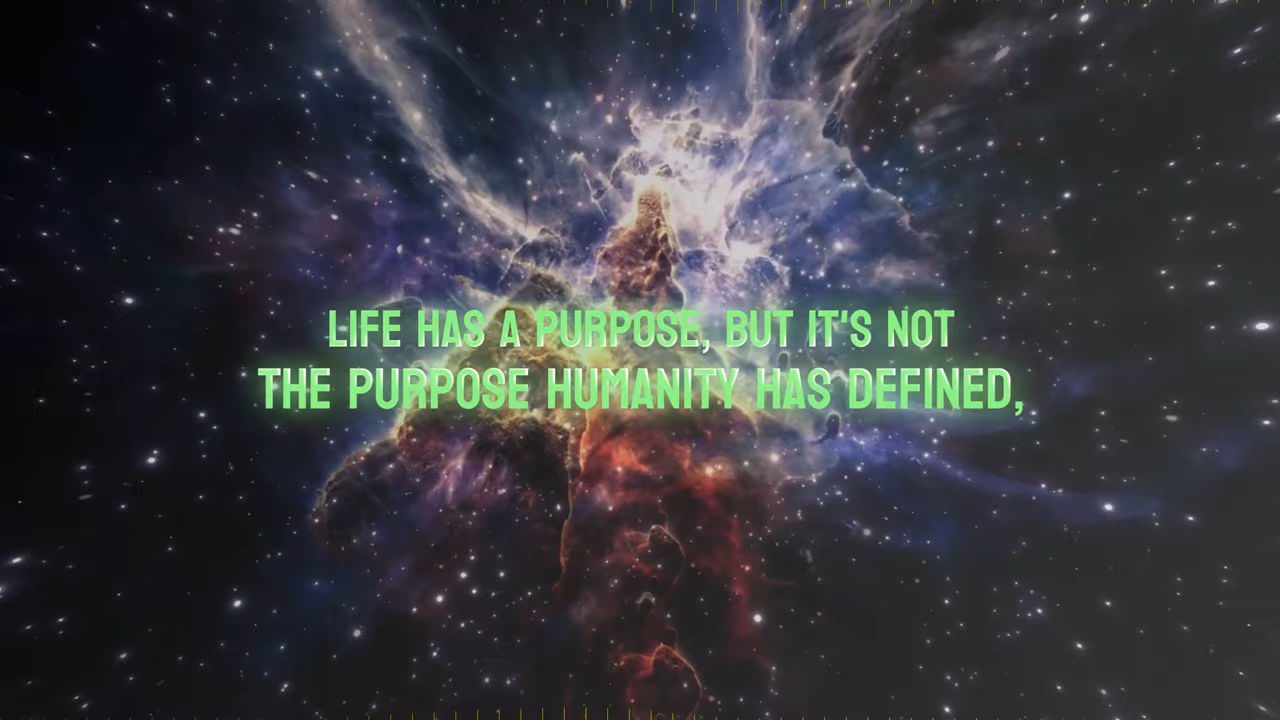 LIFE HAS A PURPOSE, BUT IT'S NOT
THE PURPOSE HUMANITY HAS DEFINED,